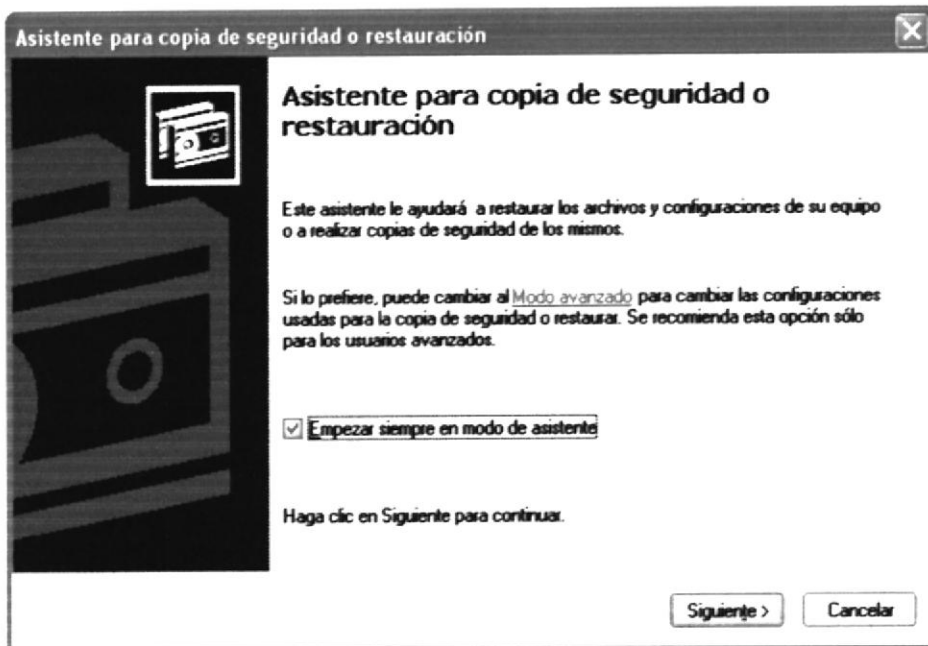 Asistente para copia de seguridad o restauración
Asistente para copia de seguridad o
restauración
Este asistente le ayudará a restaurar los archivos y configuraciones de su equipo
o a realizar copias de seguridad de los mismos.
Si lo prefiere, puede cambiar al Modo avanzado para cambiar las configuraciones
usadas para la copia de seguridad o restaurar. Se recomienda esta opción sólo
para los usuarios avanzados.
Empezar siempre en modo de asistente
Haga clic en Siguiente para continuar.
Siguiente >
Cancelar